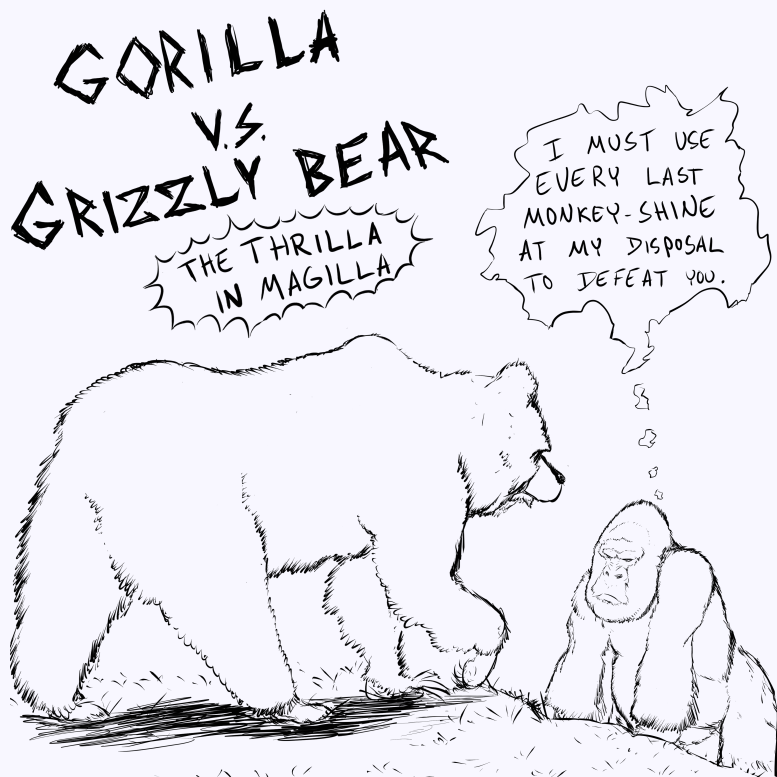 GORILLA
V.S.
GRIZZLY BEAR
THE THRILLA
IN MAGILLA
I MUST USE
EVERY LAST
MONKEY-SHINE
AT MY DISPOSAL
TO DEFEAT YOU.